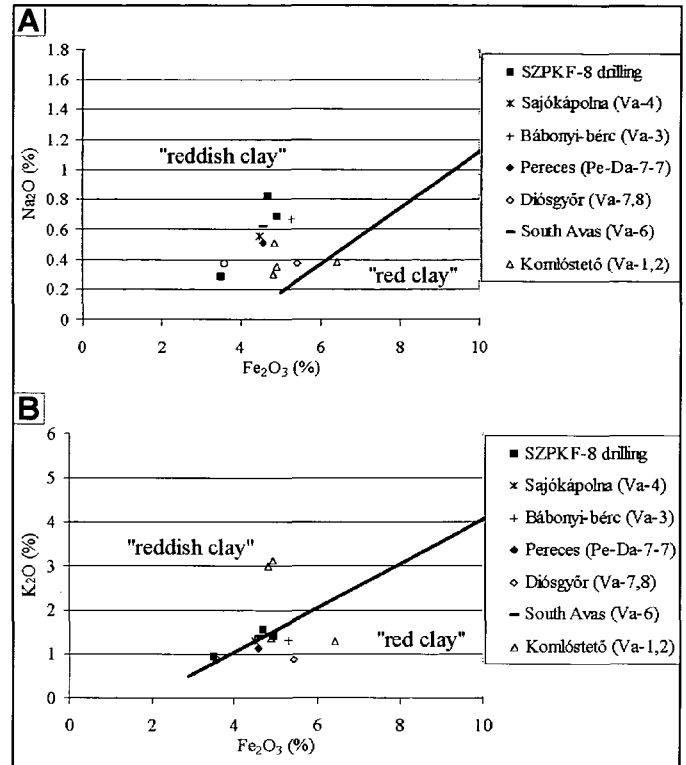 A
1.8
1.6
1.4
1.2
1
0.8
0.6
0.4
0.2
0
Na₂O (%)
"reddish clay"
"red clay"
0 2 4 6 8 10
Fe₂O₃ (%)
SZPKF-8 drilling
Sajókápolna (Va-4)
Bábonyi-bérc (Va-3)
Pereces (Pe-Da-7-7)
Diósgyőr (Va-7,8)
South Avas (Va-6)
Komlóstető (Va-1,2)
B
6
5
4
3
2
1
0
K₂O (%)
"reddish clay"
"red clay"
0 2 4 6 8 10
Fe₂O₃ (%)
SZPKF-8 drilling
Sajókápolna (Va-4)
Bábonyi-bérc (Va-3)
Pereces (Pe-Da-7-7)
Diósgyőr (Va-7,8)
South Avas (Va-6)
Komlóstető (Va-1,2)